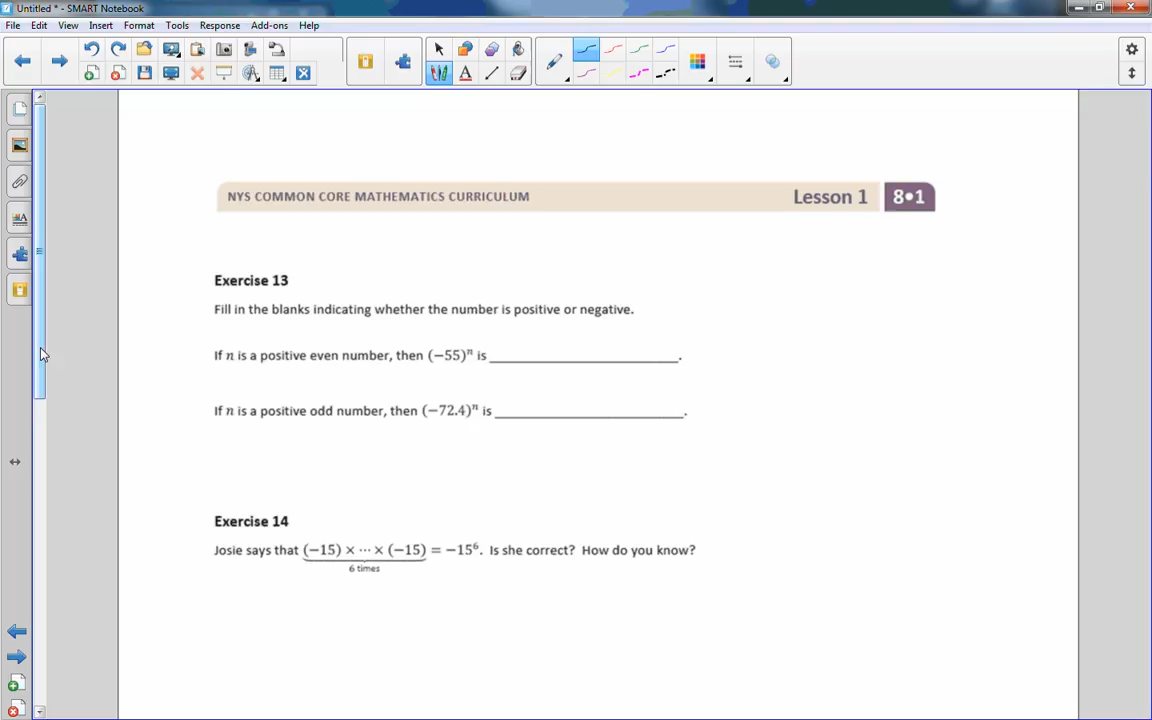 Untitled * - SMART Notebook
File Edit View Insert Format Tools Response Add-ons Help
NYS COMMON CORE MATHEMATICS CURRICULUM Lesson 1 8•1
Exercise 13
Fill in the blanks indicating whether the number is positive or negative.
If n is a positive even number, then (−55)ⁿ is ___________________________.
If n is a positive odd number, then (−72.4)ⁿ is ___________________________.
Exercise 14
Josie says that (−15) × ⋯ × (−15) = −15⁶. Is she correct? How do you know?
6 times